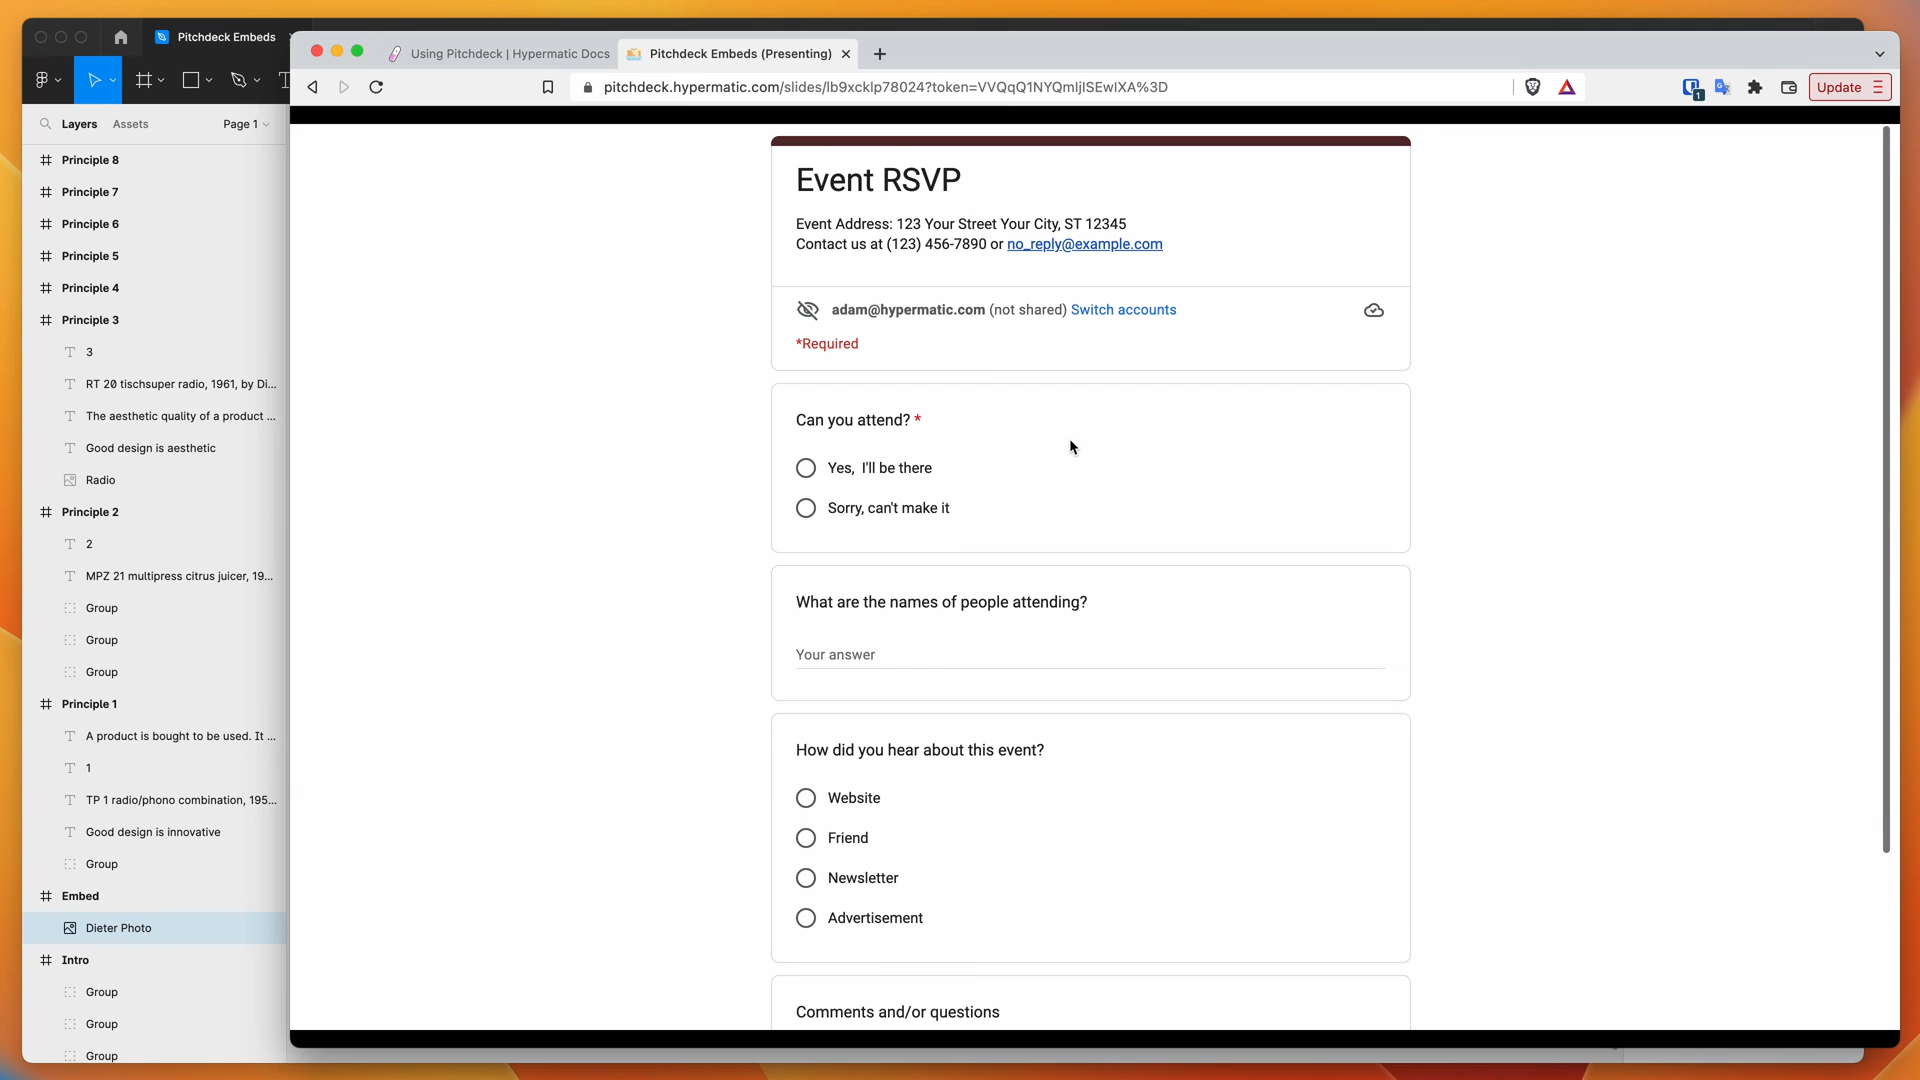 Pitchdeck Embeds
Using Pitchdeck | Hypermatic Docs
Pitchdeck Embeds (Presenting)
pitchdeck.hypermatic.com/slides/lb9xcklp78024?token=VVQqQ1NYQmljISEwlXA%3D
1
Update
Layers
Assets
Page 1
Principle 8
Principle 7
Principle 6
Principle 5
Principle 4
Principle 3
3
RT 20 tischsuper radio, 1961, by Di...
The aesthetic quality of a product ...
Good design is aesthetic
Radio
Principle 2
2
MPZ 21 multipress citrus juicer, 19...
Group
Group
Group
Principle 1
A product is bought to be used. It ...
1
TP 1 radio/phono combination, 195...
Good design is innovative
Group
Embed
Dieter Photo
Intro
Group
Group
Group
Event RSVP
Event Address: 123 Your Street Your City, ST 12345
Contact us at (123) 456-7890 or no_reply@example.com
adam@hypermatic.com (not shared) Switch accounts
*Required
Can you attend? *
Yes,  I'll be there
Sorry, can't make it
What are the names of people attending?
Your answer
How did you hear about this event?
Website
Friend
Newsletter
Advertisement
Comments and/or questions